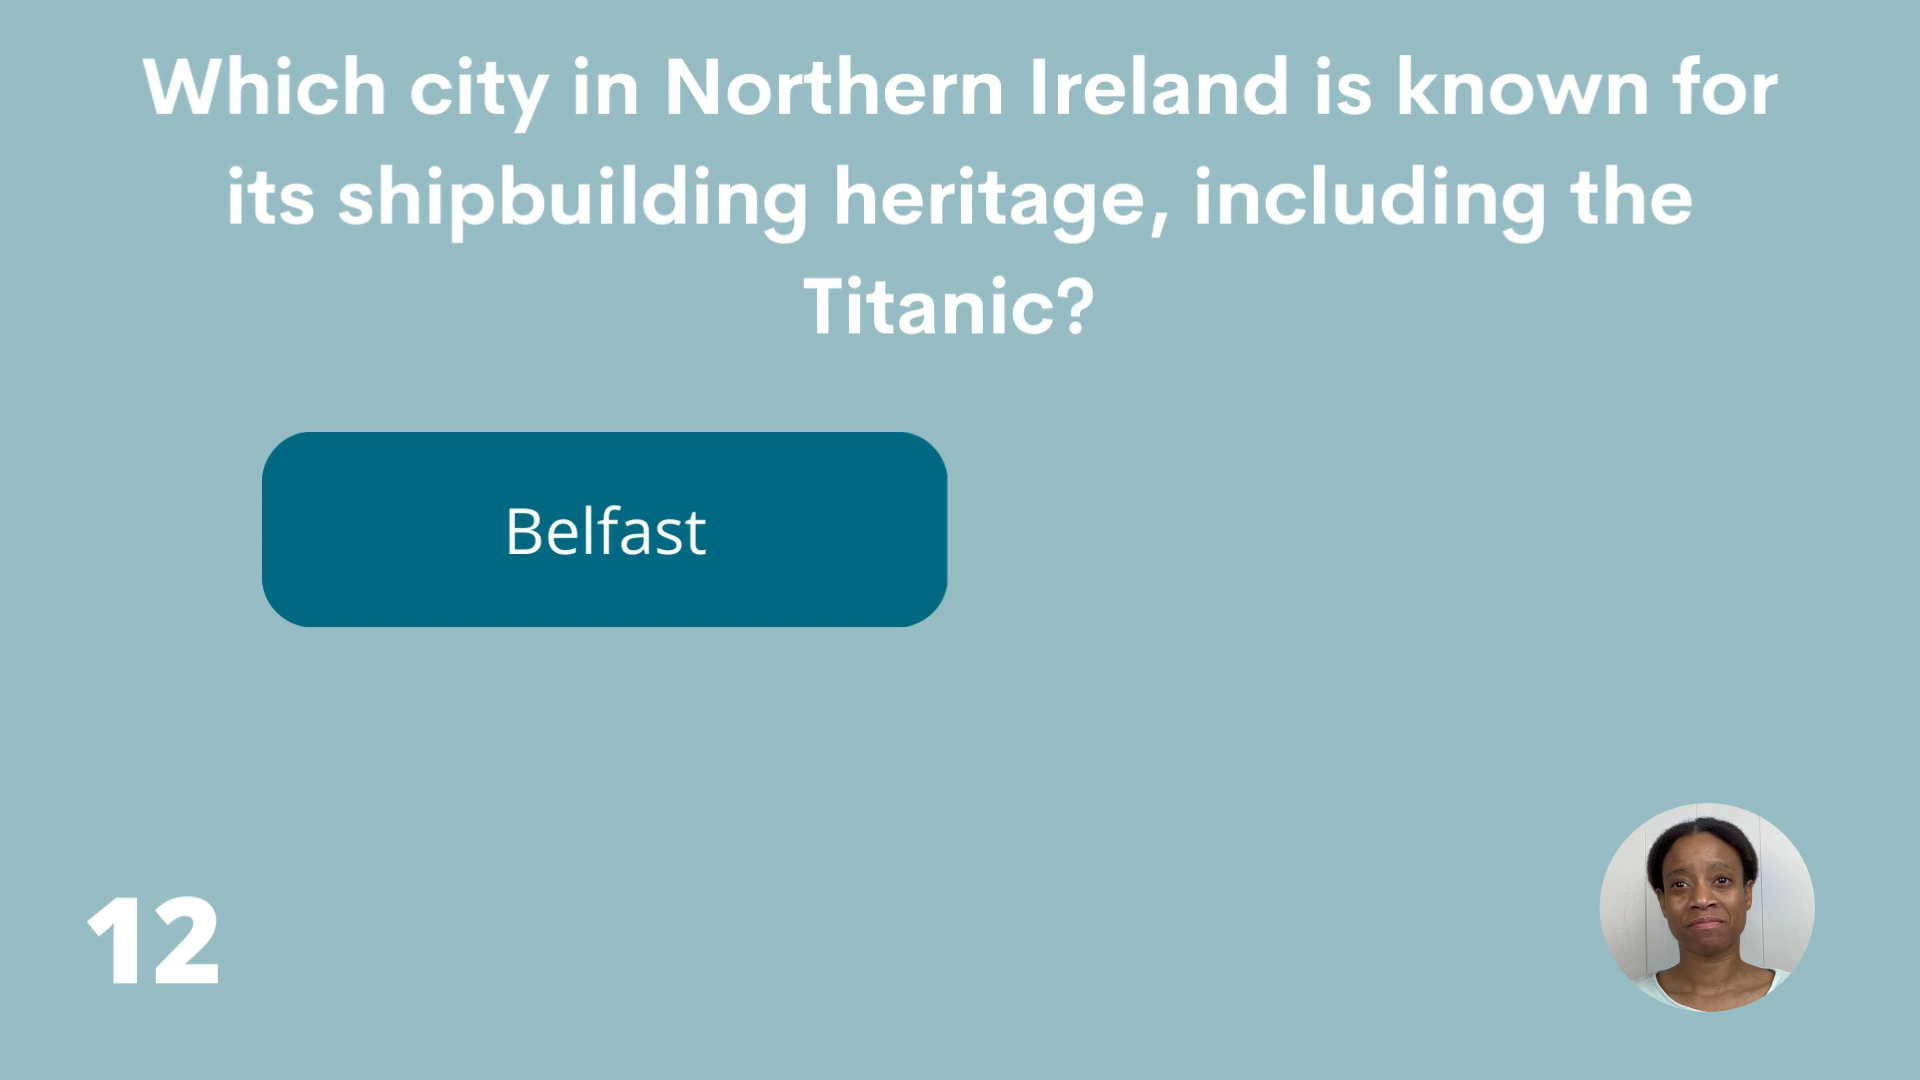 Which city in Northern Ireland is known for
its shipbuilding heritage, including the
Titanic?
Belfast
12